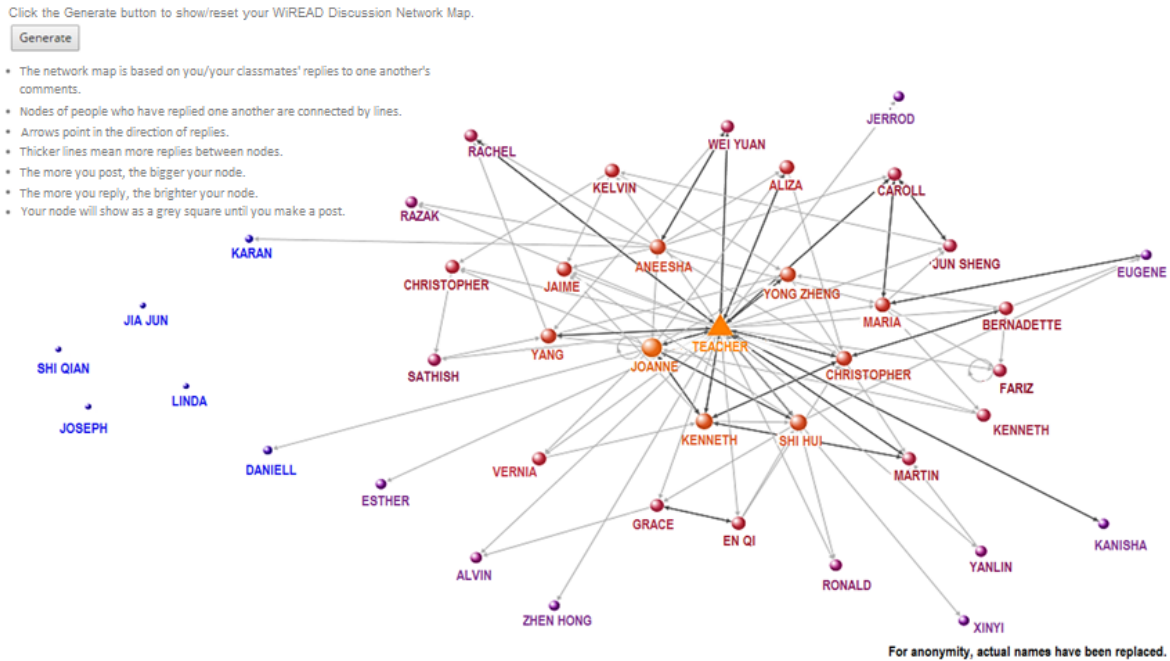 Click the Generate button to show/reset your WiREAD Discussion Network Map.
Generate
• The network map is based on you/your classmates' replies to one another's
comments.
• Nodes of people who have replied one another are connected by lines.
• Arrows point in the direction of replies.
• Thicker lines mean more replies between nodes.
• The more you post, the bigger your node.
• The more you reply, the brighter your node.
• Your node will show as a grey square until you make a post.
JERROD
WEI YUAN
RACHEL
KELVIN
ALIZA
CAROLL
RAZAK
KARAN
ANEESHA
JUN SHENG
EUGENE
CHRISTOPHER
JAIME
YONG ZHENG
JIA JUN
MARIA
BERNADETTE
YANG
TEACHER
SHI QIAN
SATHISH
JOANNE
CHRISTOPHER
FARIZ
LINDA
JOSEPH
KENNETH
SHI HUI
KENNETH
DANIELL
VERNIA
MARTIN
ESTHER
GRACE
EN QI
KANISHA
ALVIN
RONALD
YANLIN
ZHEN HONG
XINYI
For anonymity, actual names have been replaced.